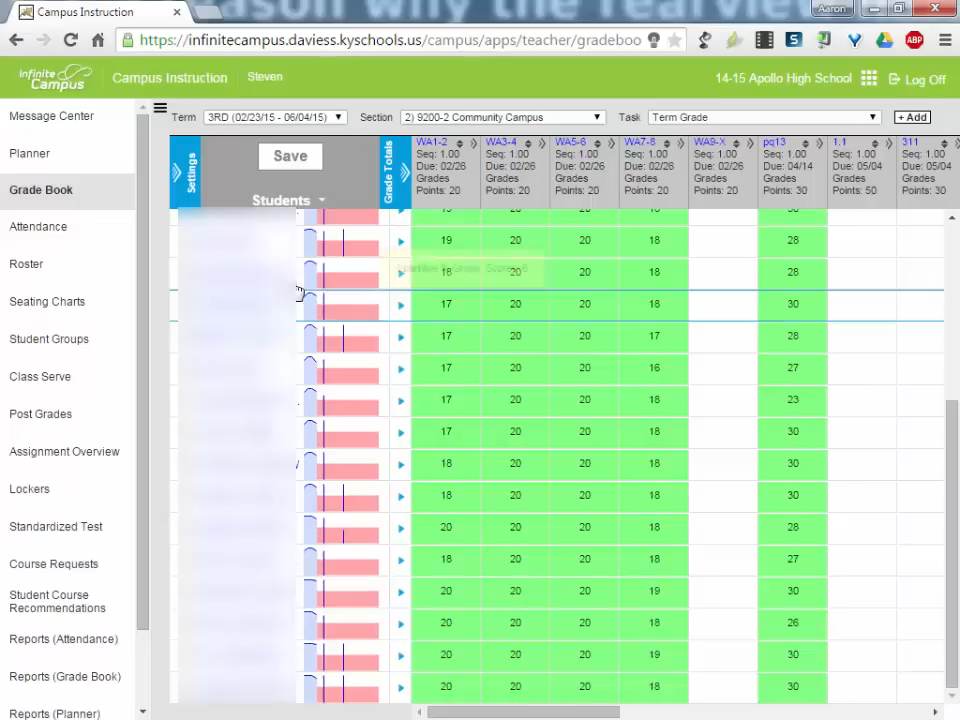 ason why the rearview
Campus Instruction
Aaron
https://infinitecampus.daviess.kyschools.us/campus/apps/teacher/gradeboo
S
ABP
Infinite Campus
Campus Instruction
Steven
14-15 Apollo High School
Log Off
Message Center
Planner
Grade Book
Attendance
Roster
Seating Charts
Student Groups
Class Serve
Post Grades
Assignment Overview
Lockers
Standardized Test
Course Requests
Student Course
Recommendations
Reports (Attendance)
Reports (Grade Book)
Reports (Planner)
Term 3RD (02/23/15 - 06/04/15) Section 2) 9200-2 Community Campus Task Term Grade + Add
Settings
Save
Students
Grade Totals
WA1-2 WA3-4 WA5-6 WA7-8 WA9-X pq13 1.1 311
Seq: 1.00 Seq: 1.00 Seq: 1.00 Seq: 1.00 Seq: 1.00 Seq: 1.00 Seq: 1.00 Seq: 1.00
Due: 02/26 Due: 02/26 Due: 02/26 Due: 02/26 Due: 02/26 Due: 04/14 Due: 05/04 Due: 05/04
Grades Grades Grades Grades Grades Grades Grades Grades
Points: 20 Points: 20 Points: 20 Points: 20 Points: 20 Points: 30 Points: 50 Points: 30
19 20 20 18 28
18 20 20 18 28
17 20 20 18 30
17 20 20 17 28
17 20 20 16 27
17 20 20 18 23
17 20 20 18 30
18 20 20 18 30
18 20 20 18 30
20 20 20 18 28
18 20 20 18 27
20 20 20 19 30
20 20 20 18 26
20 20 20 19 30
20 20 20 18 30